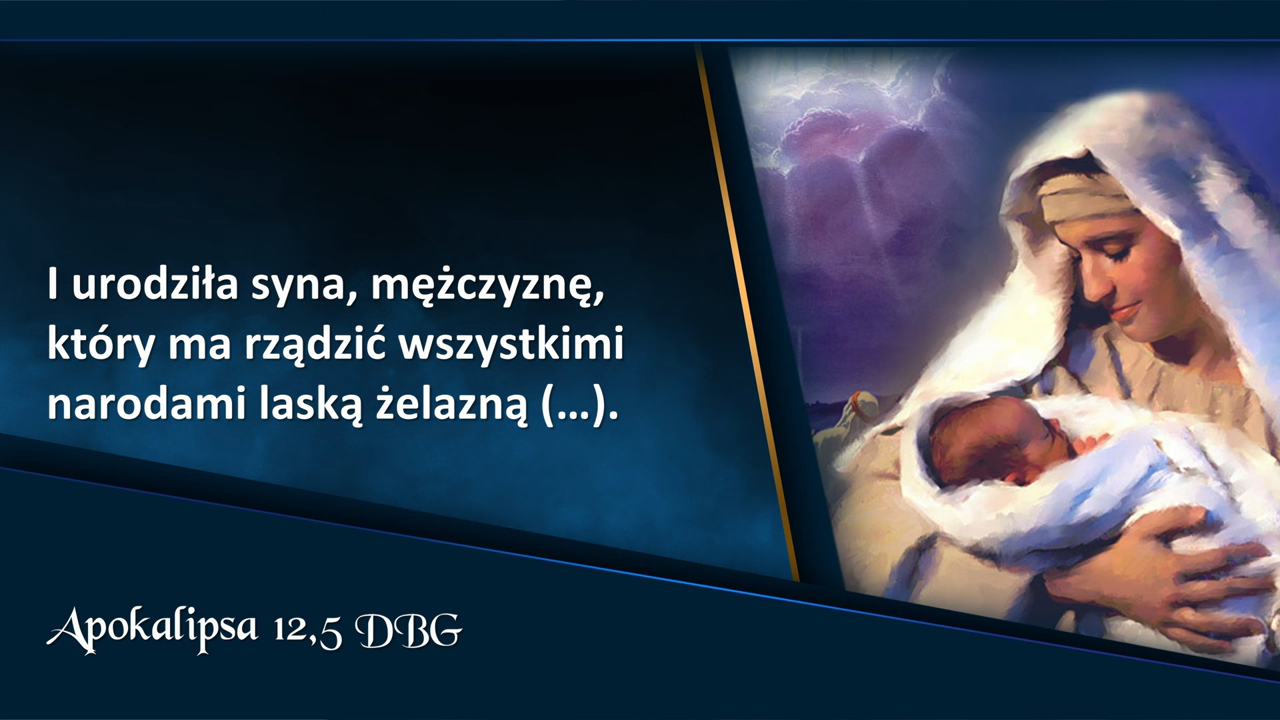 I urodziła syna, mężczyznę,
który ma rządzić wszystkimi
narodami laską żelazną (...).
Apokalipsa 12,5 DBG